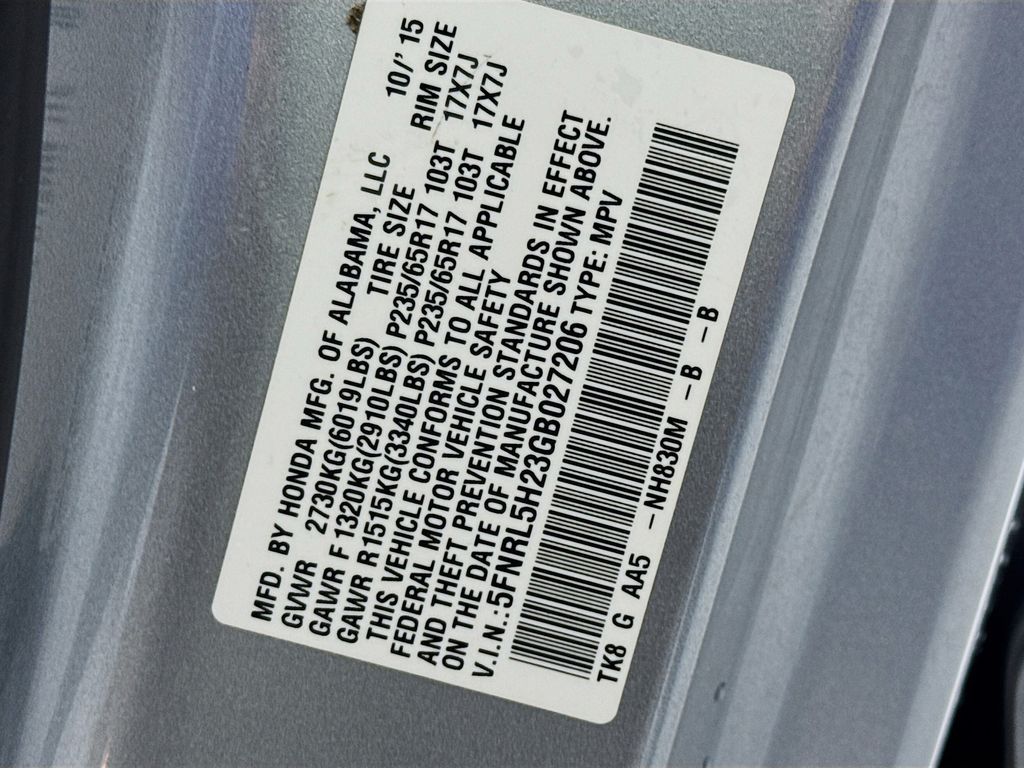 MFD. BY HONDA MFG. OF ALABAMA, LLC 10/' 15
GVWR 2730KG(6019LBS) TIRE SIZE RIM SIZE
GAWR F 1320KG(2910LBS) P235/65R17 103T 17X7J
GAWR R1515KG(3340LBS) P235/65R17 103T 17X7J
THIS VEHICLE CONFORMS TO ALL APPLICABLE
FEDERAL MOTOR VEHICLE SAFETY
AND THEFT PREVENTION STANDARDS IN EFFECT
ON THE DATE OF MANUFACTURE SHOWN ABOVE.
V.I.N.:5FNRL5H23GB027206 TYPE: MPV
TK8 G AA5 -NH830M -B -B